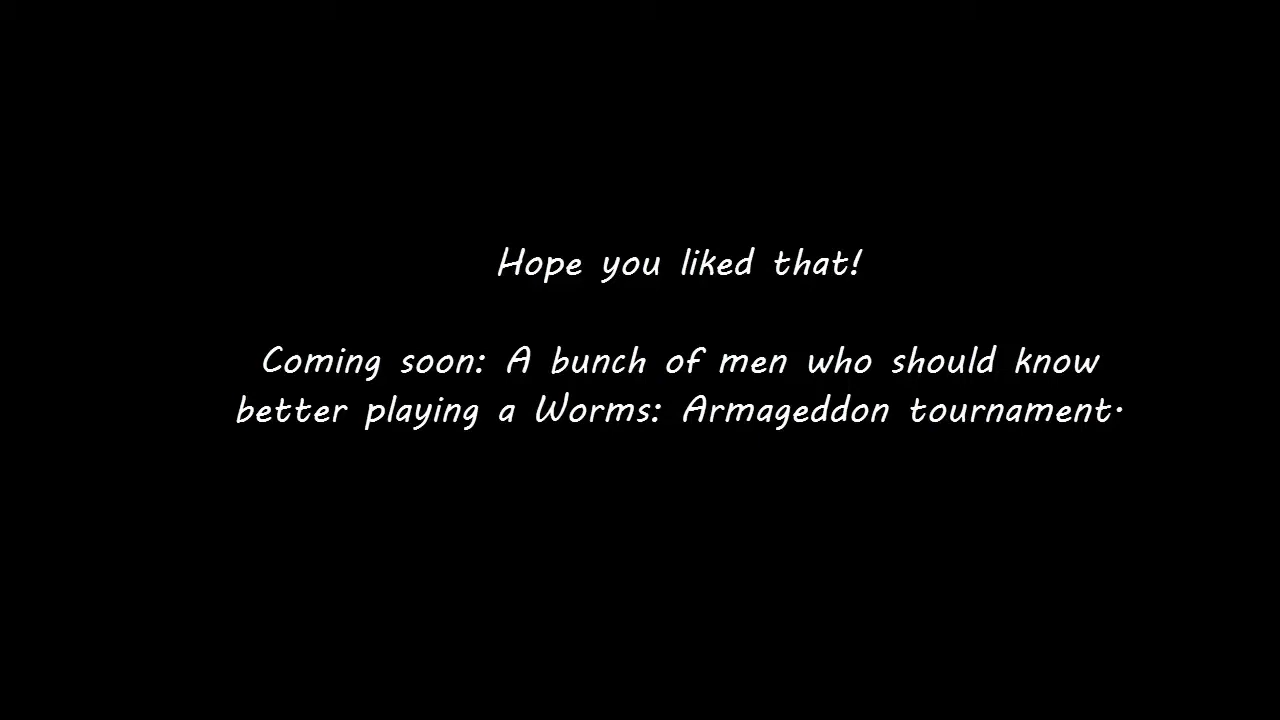 Hope you liked that!
Coming soon: A bunch of men who should know
better playing a Worms: Armageddon tournament.